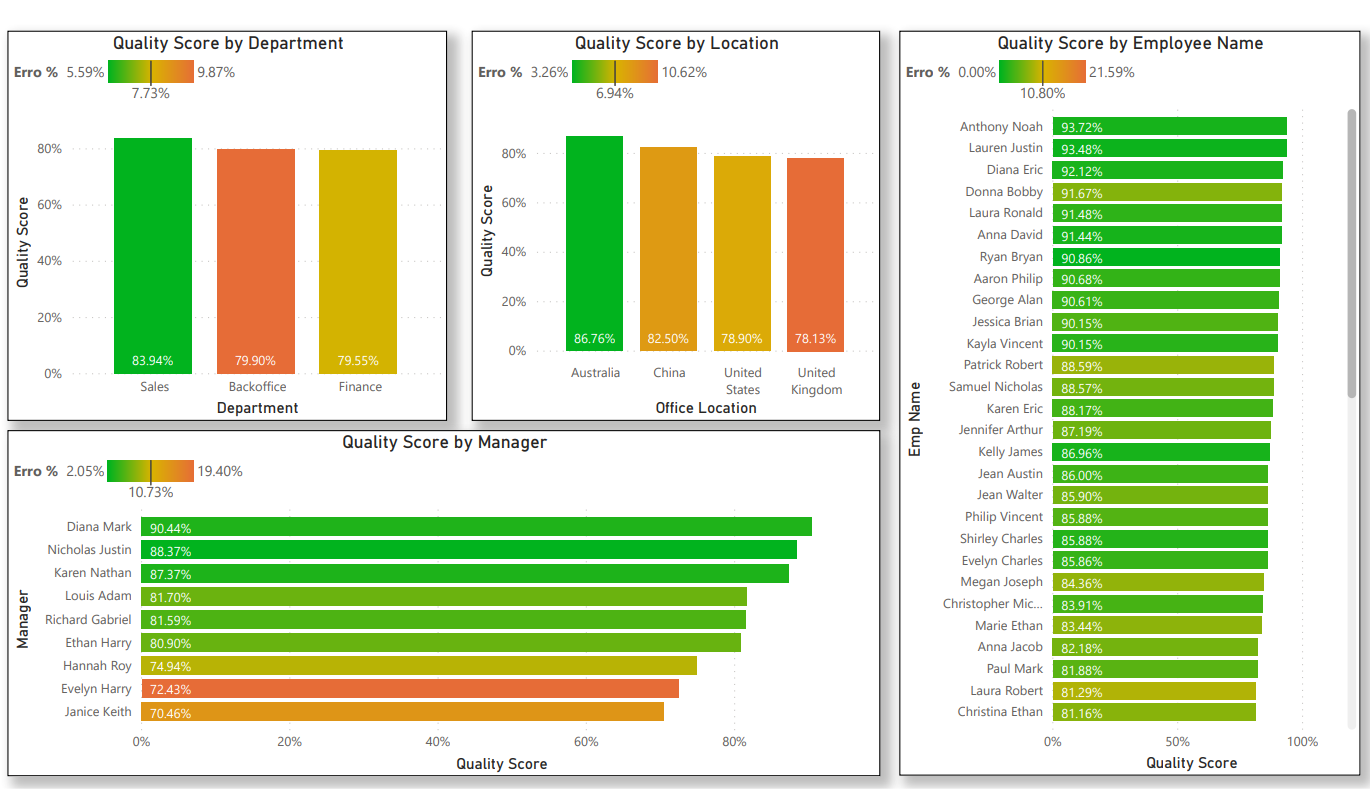 Quality Score by Department
Erro % 5.59% 9.87%
7.73%
Quality Score
80%
60%
40%
20%
0%
83.94% 79.90% 79.55%
Sales Backoffice Finance
Department
Quality Score by Location
Erro % 3.26% 10.62%
6.94%
Quality Score
80%
60%
40%
20%
0%
86.76% 82.50% 78.90% 78.13%
Australia China United States United Kingdom
Office Location
Quality Score by Manager
Erro % 2.05% 19.40%
10.73%
Manager
Diana Mark 90.44%
Nicholas Justin 88.37%
Karen Nathan 87.37%
Louis Adam 81.70%
Richard Gabriel 81.59%
Ethan Harry 80.90%
Hannah Roy 74.94%
Evelyn Harry 72.43%
Janice Keith 70.46%
0% 20% 40% 60% 80%
Quality Score
Quality Score by Employee Name
Erro % 0.00% 21.59%
10.80%
Emp Name
Anthony Noah 93.72%
Lauren Justin 93.48%
Diana Eric 92.12%
Donna Bobby 91.67%
Laura Ronald 91.48%
Anna David 91.44%
Ryan Bryan 90.86%
Aaron Philip 90.68%
George Alan 90.61%
Jessica Brian 90.15%
Kayla Vincent 90.15%
Patrick Robert 88.59%
Samuel Nicholas 88.57%
Karen Eric 88.17%
Jennifer Arthur 87.19%
Kelly James 86.96%
Jean Austin 86.00%
Jean Walter 85.90%
Philip Vincent 85.88%
Shirley Charles 85.88%
Evelyn Charles 85.86%
Megan Joseph 84.36%
Christopher Mic... 83.91%
Marie Ethan 83.44%
Anna Jacob 82.18%
Paul Mark 81.88%
Laura Robert 81.29%
Christina Ethan 81.16%
0% 50% 100%
Quality Score